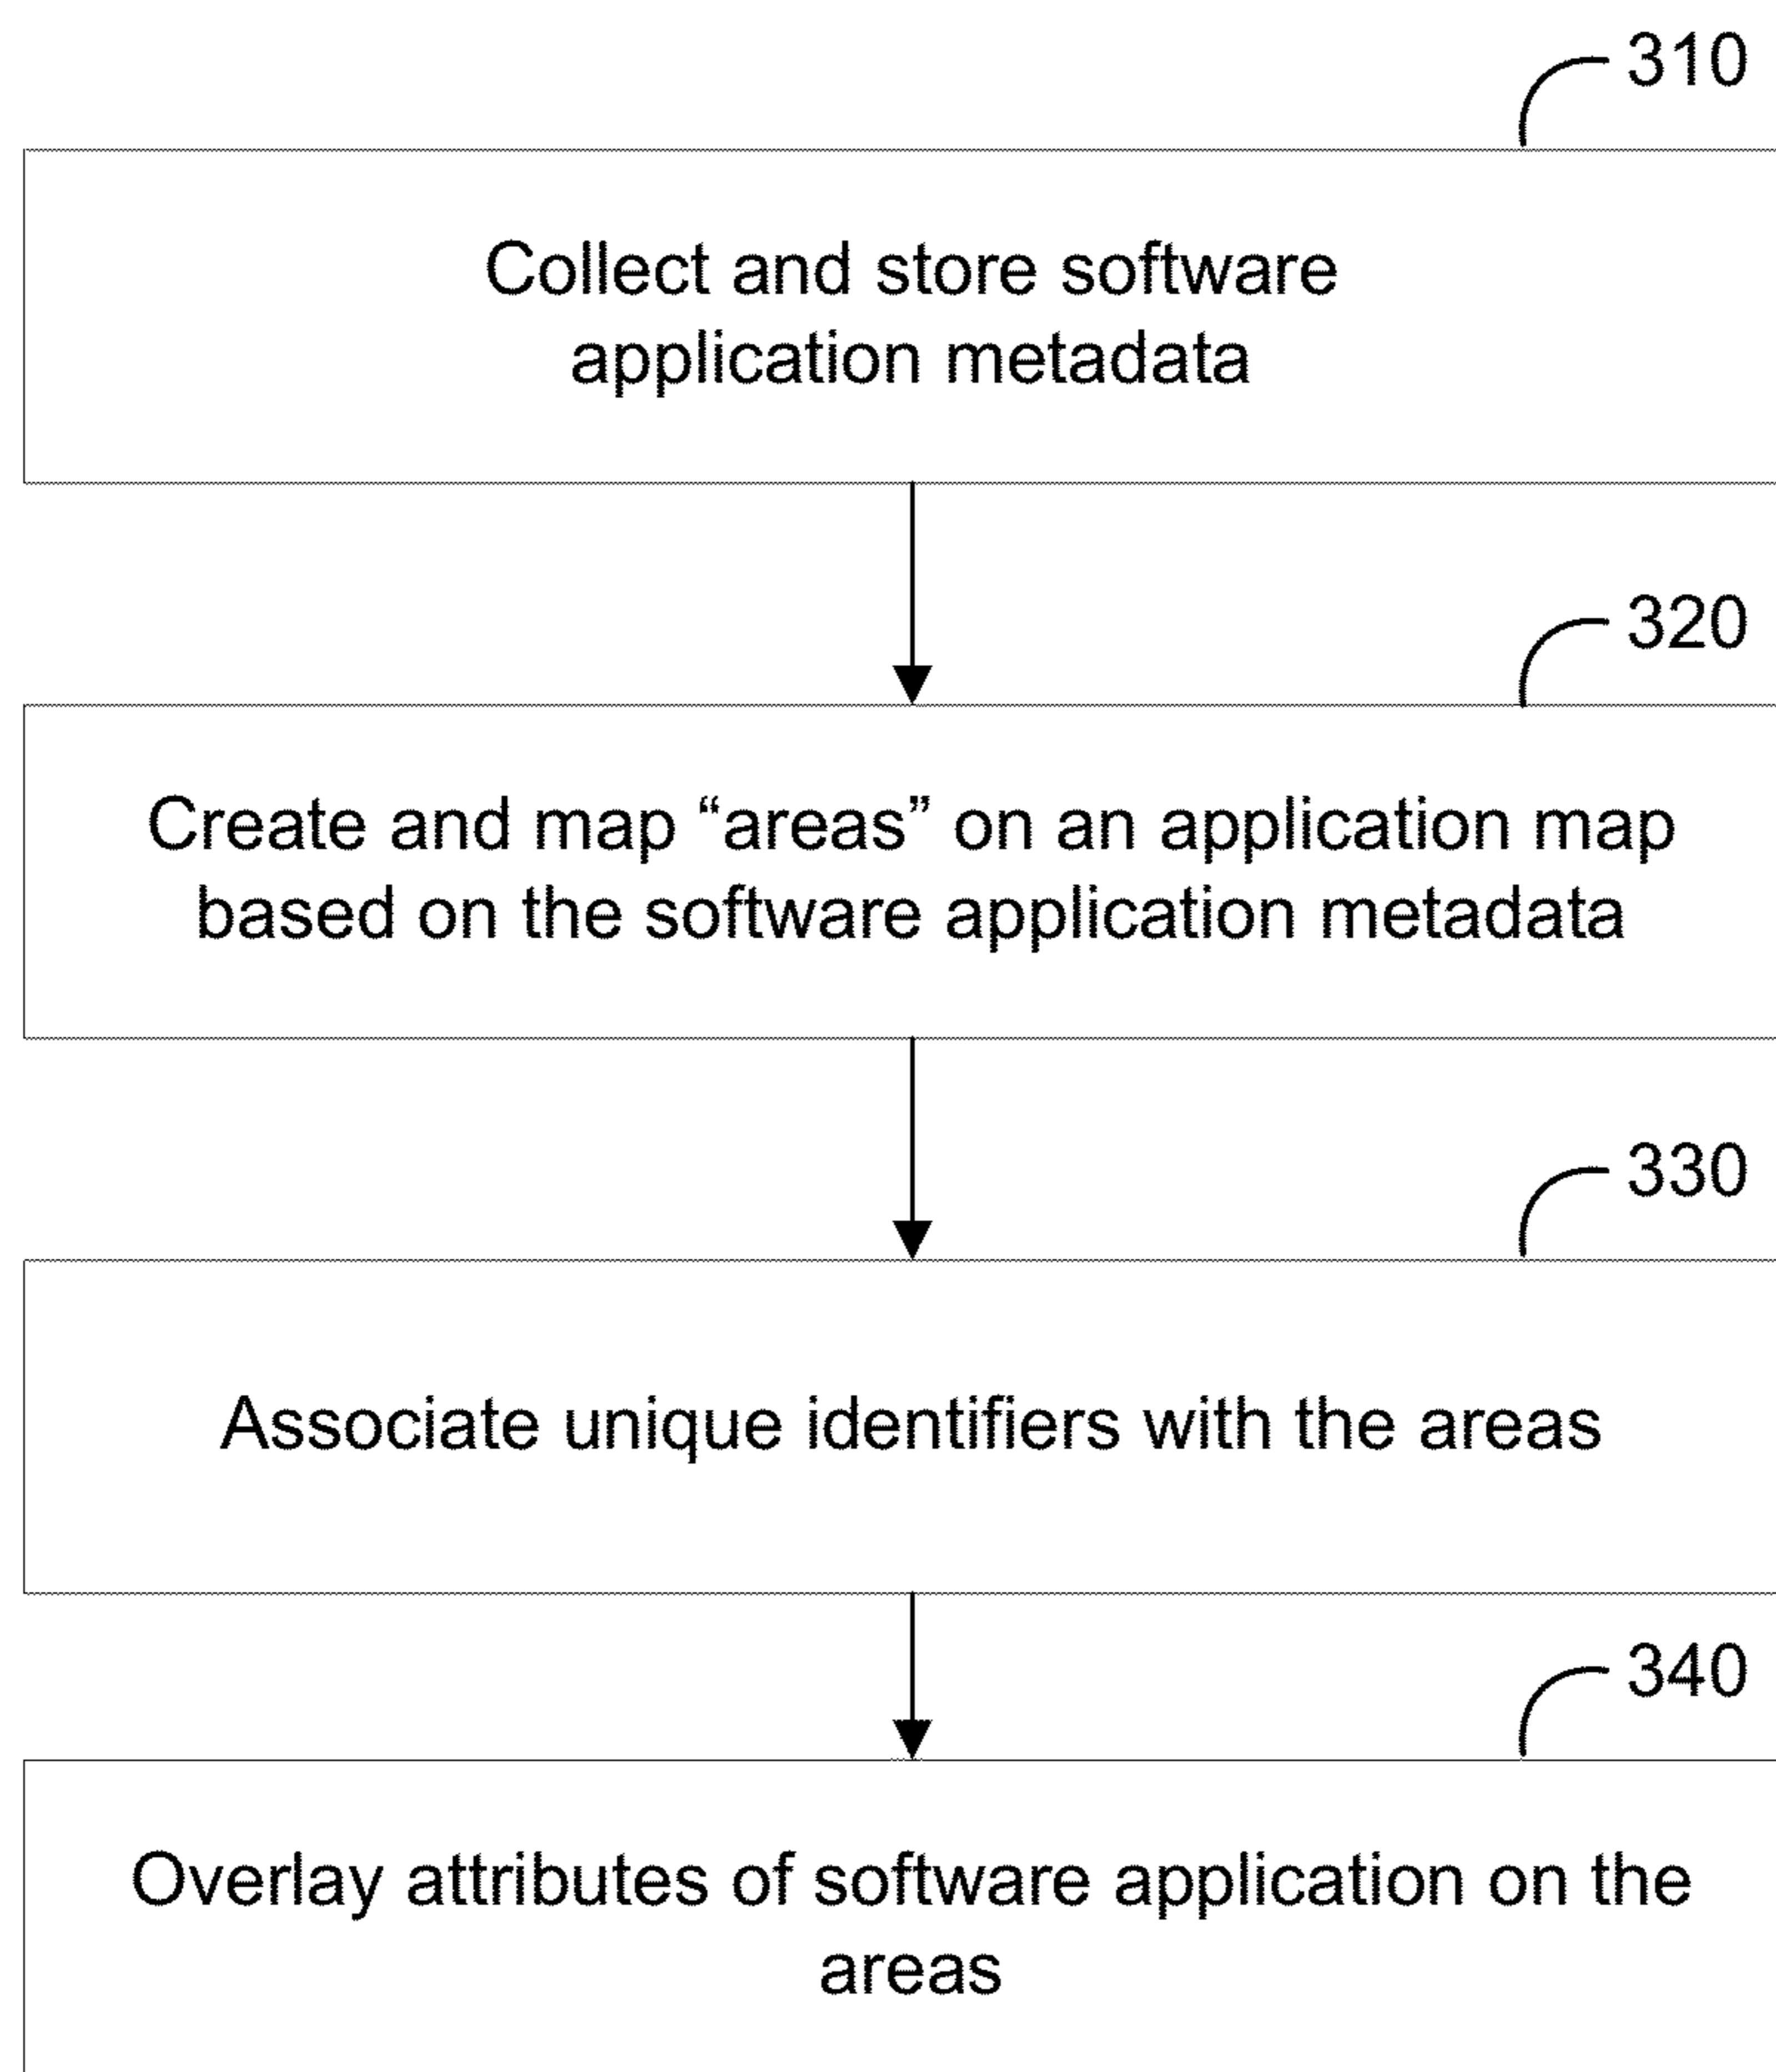 310
Collect and store software
application metadata
320
Create and map “areas” on an application map
based on the software application metadata
330
Associate unique identifiers with the areas
340
Overlay attributes of software application on the
areas